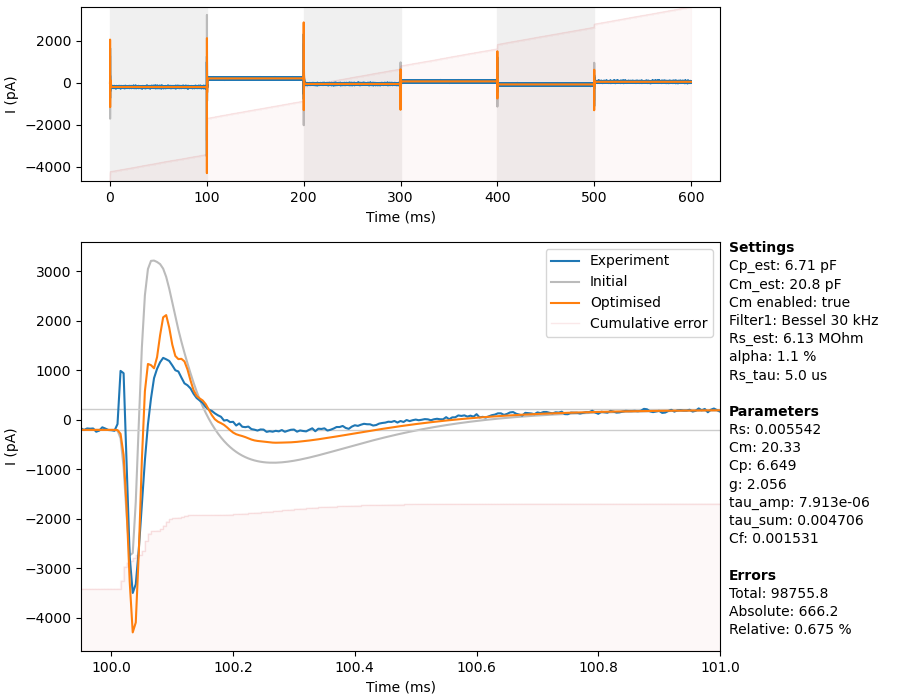 2000
0
−2000
−4000
I (pA)
0 100 200 300 400 500 600
Time (ms)
3000
2000
1000
0
−1000
−2000
−3000
−4000
I (pA)
100.0 100.2 100.4 100.6 100.8 101.0
Time (ms)
Experiment
Initial
Optimised
Cumulative error
Settings
Cp_est: 6.71 pF
Cm_est: 20.8 pF
Cm enabled: true
Filter1: Bessel 30 kHz
Rs_est: 6.13 MOhm
alpha: 1.1 %
Rs_tau: 5.0 us
Parameters
Rs: 0.005542
Cm: 20.33
Cp: 6.649
g: 2.056
tau_amp: 7.913e-06
tau_sum: 0.004706
Cf: 0.001531
Errors
Total: 98755.8
Absolute: 666.2
Relative: 0.675 %